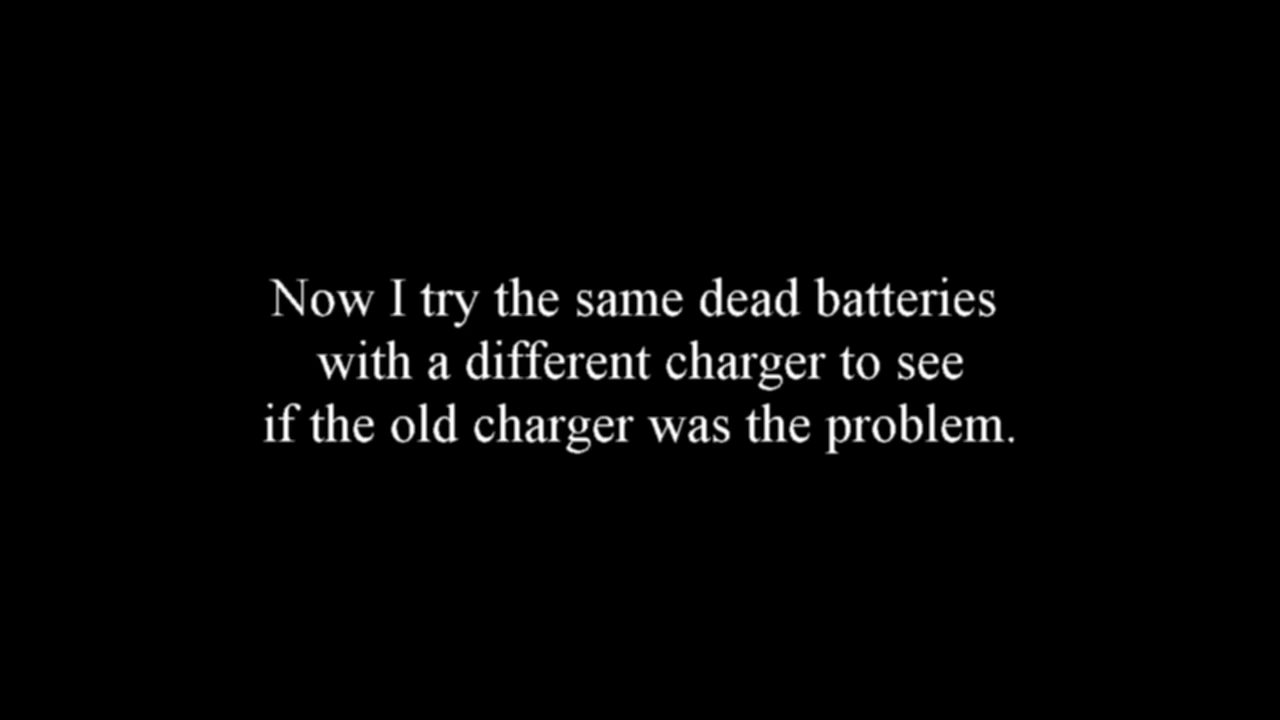 Now I try the same dead batteries
with a different charger to see
if the old charger was the problem.